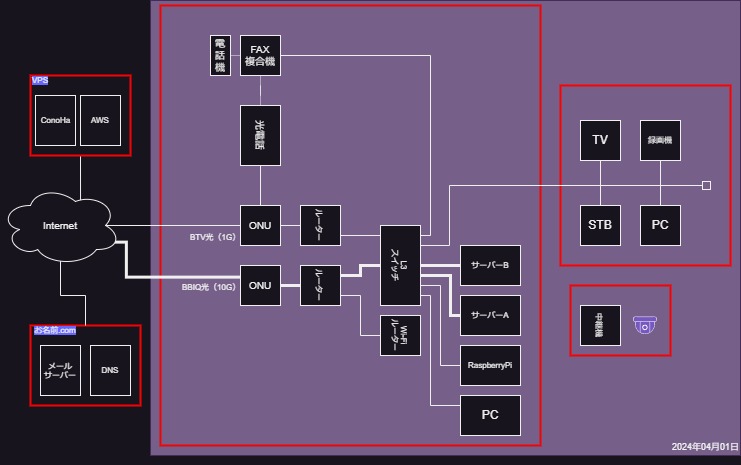 電話機
FAX
複合機
VPS
ConoHa
AWS
光電話
TV
録画機
Internet
ONU
ルーター
BTV光（1G）
L3
スイッチ
STB
PC
サーバーB
ONU
ルーター
BBIQ光（10G）
サーバーA
お名前.com
メール
サーバー
DNS
Wi-Fi
ルーター
中継機
RaspberryPi
PC
2024年04月01日